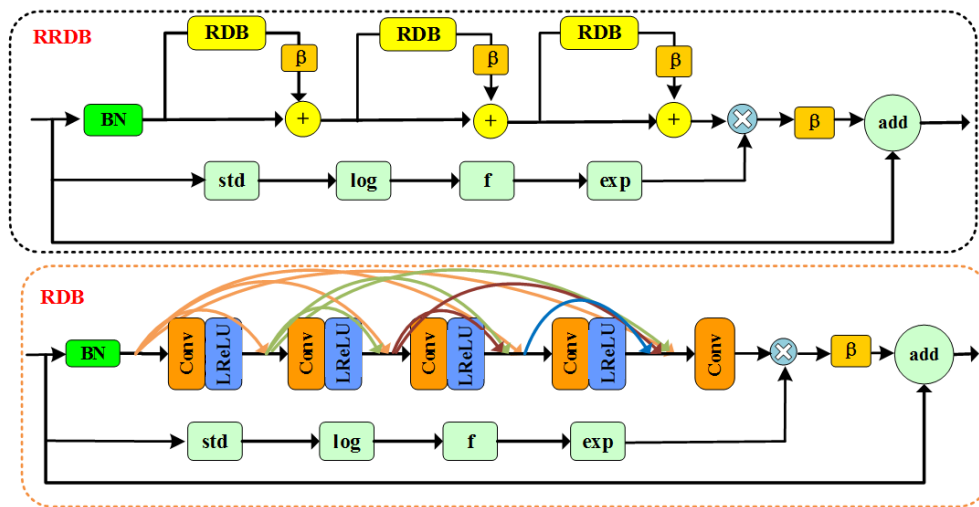 RRDB
RDB
RDB
RDB
β
β
β
BN
+
+
+
×
β
add
std
log
f
exp
RDB
BN
Conv
LReLU
Conv
LReLU
Conv
LReLU
Conv
LReLU
Conv
×
β
add
std
log
f
exp